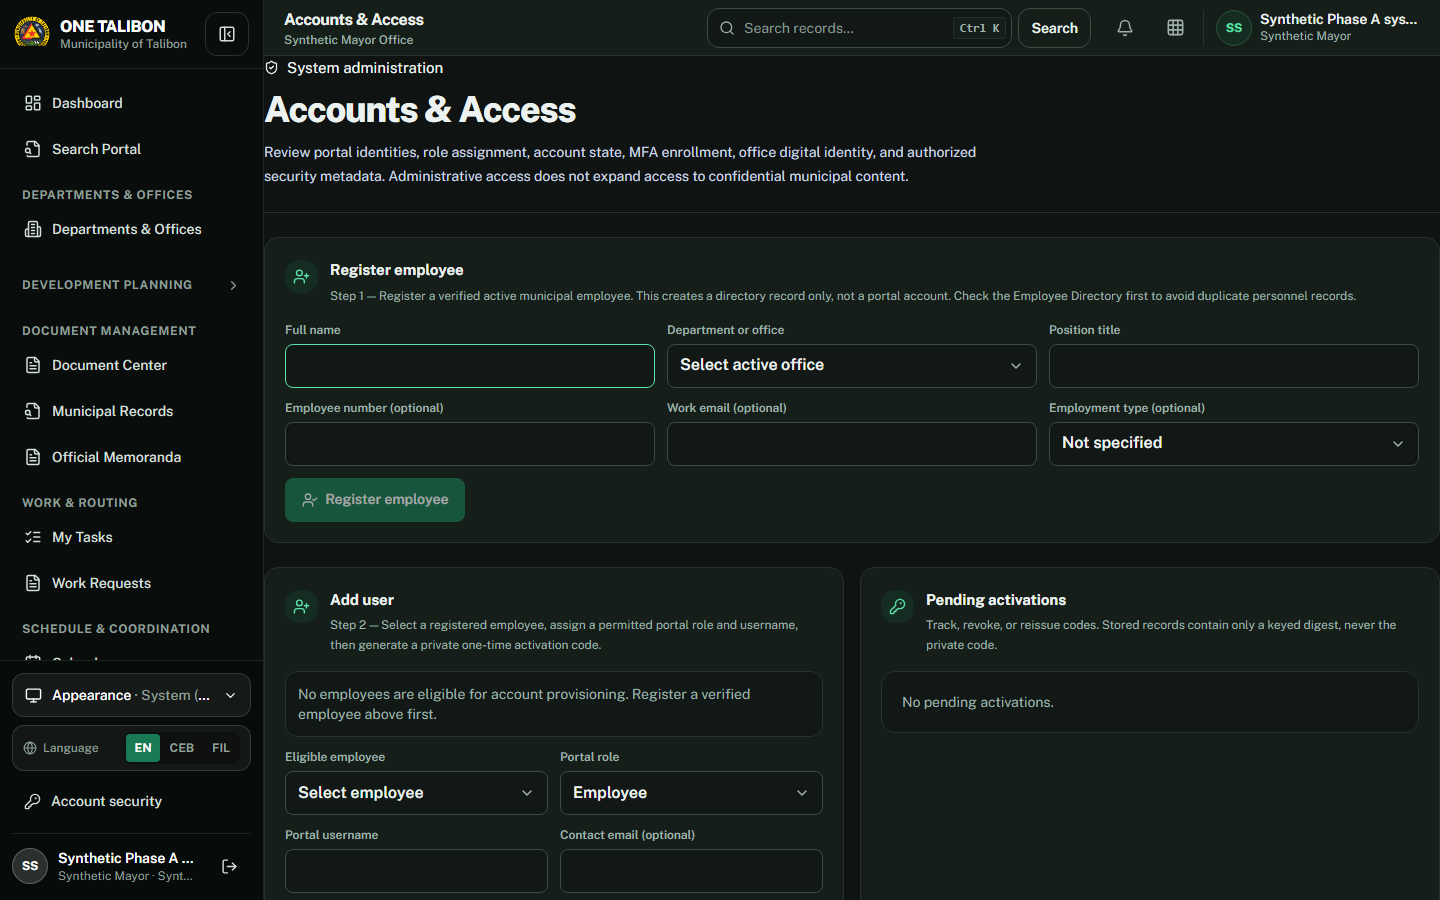 ONE TALIBON
Municipality of Talibon
Dashboard
Search Portal
DEPARTMENTS & OFFICES
Departments & Offices
DEVELOPMENT PLANNING
DOCUMENT MANAGEMENT
Document Center
Municipal Records
Official Memoranda
WORK & ROUTING
My Tasks
Work Requests
SCHEDULE & COORDINATION
Appearance · System (...
Language EN CEB FIL
Account security
SS Synthetic Phase A ...
Synthetic Mayor · Synt...
Accounts & Access
Synthetic Mayor Office
Search records... Ctrl K Search
SS Synthetic Phase A sys...
Synthetic Mayor
System administration
Accounts & Access
Review portal identities, role assignment, account state, MFA enrollment, office digital identity, and authorized
security metadata. Administrative access does not expand access to confidential municipal content.
Register employee
Step 1 — Register a verified active municipal employee. This creates a directory record only, not a portal account. Check the Employee Directory first to avoid duplicate personnel records.
Full name Department or office Position title
Select active office
Employee number (optional) Work email (optional) Employment type (optional)
Not specified
Register employee
Add user
Step 2 — Select a registered employee, assign a permitted portal role and username,
then generate a private one-time activation code.
No employees are eligible for account provisioning. Register a verified
employee above first.
Eligible employee Portal role
Select employee Employee
Portal username Contact email (optional)
Pending activations
Track, revoke, or reissue codes. Stored records contain only a keyed digest, never the
private code.
No pending activations.